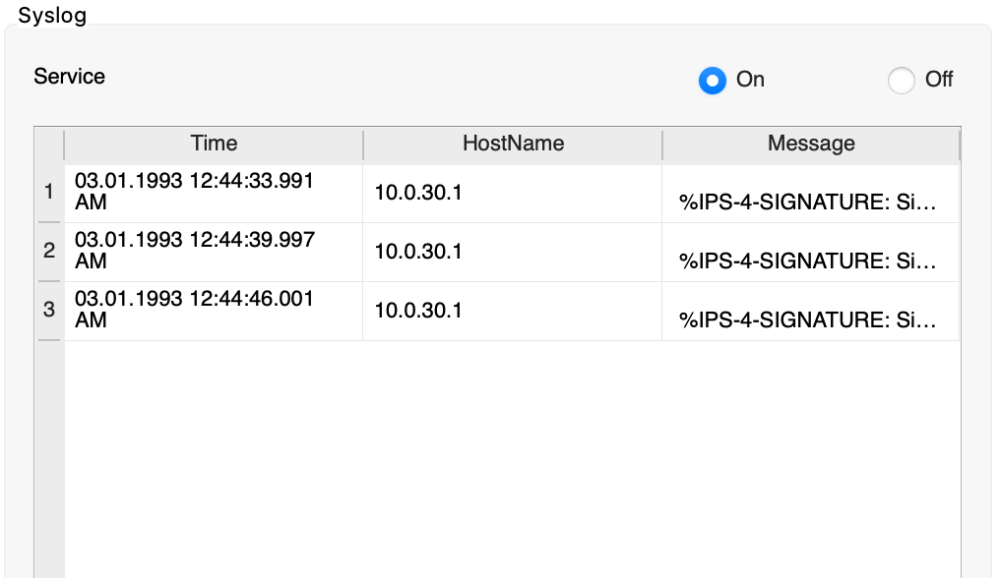 Syslog
Service On Off
Time HostName Message
1 03.01.1993 12:44:33.991 AM 10.0.30.1 %IPS-4-SIGNATURE: Si...
2 03.01.1993 12:44:39.997 AM 10.0.30.1 %IPS-4-SIGNATURE: Si...
3 03.01.1993 12:44:46.001 AM 10.0.30.1 %IPS-4-SIGNATURE: Si...